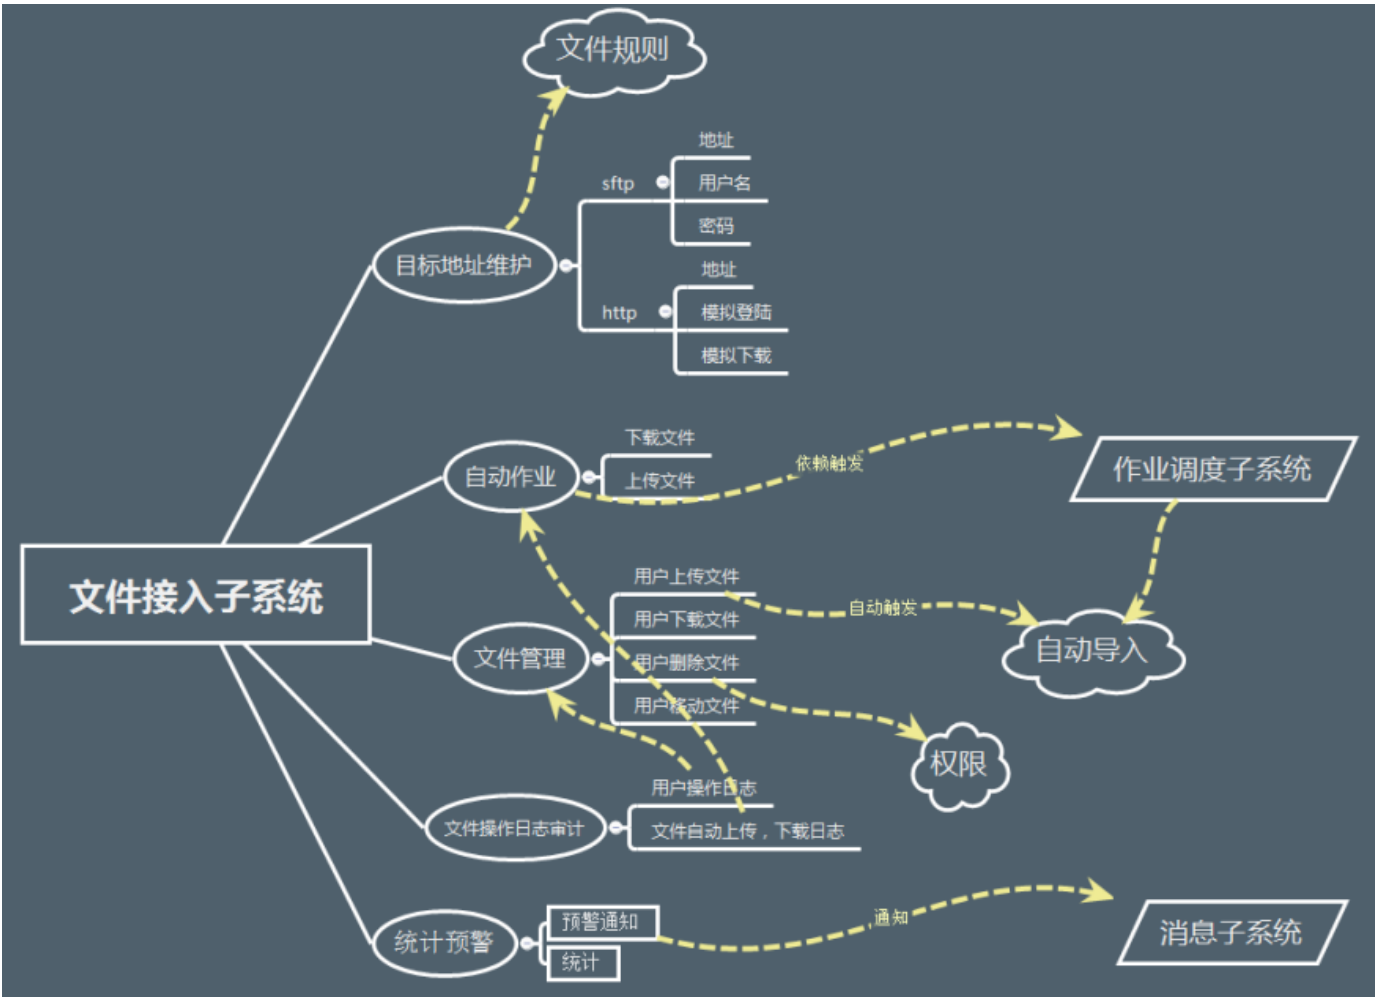 文件规则
地址
sftp
用户名
密码
目标地址维护
地址
http
模拟登陆
模拟下载
下载文件
自动作业
上传文件
依赖触发
作业调度子系统
文件接入子系统
用户上传文件
自动触发
用户下载文件
文件管理
用户删除文件
自动导入
用户移动文件
权限
用户操作日志
文件操作日志审计
文件自动上传，下载日志
预警通知
通知
统计预警
统计
消息子系统